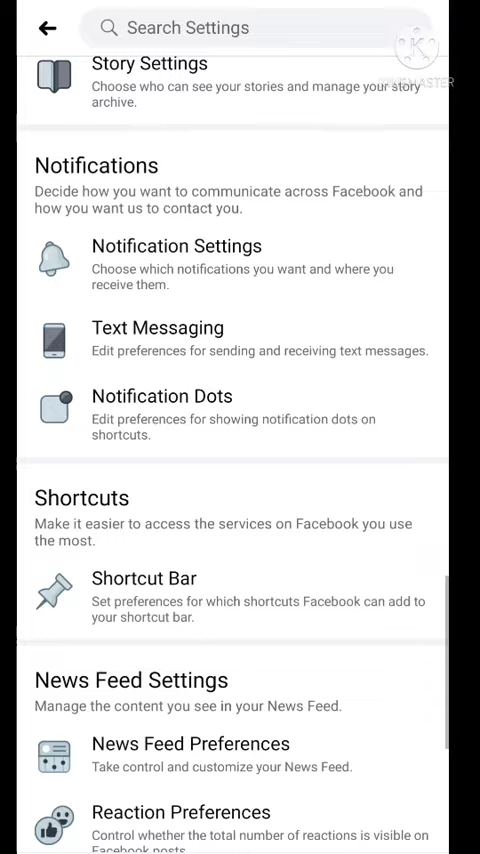 Search Settings
K
KINEMASTER
Story Settings
Choose who can see your stories and manage your story
archive.
Notifications
Decide how you want to communicate across Facebook and
how you want us to contact you.
Notification Settings
Choose which notifications you want and where you
receive them.
Text Messaging
Edit preferences for sending and receiving text messages.
Notification Dots
Edit preferences for showing notification dots on
shortcuts.
Shortcuts
Make it easier to access the services on Facebook you use
the most.
Shortcut Bar
Set preferences for which shortcuts Facebook can add to
your shortcut bar.
News Feed Settings
Manage the content you see in your News Feed.
News Feed Preferences
Take control and customize your News Feed.
Reaction Preferences
Control whether the total number of reactions is visible on
Facebook posts.